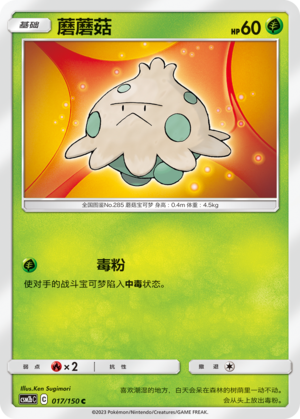 基础 蘑蘑菇 HP60
全国图鉴No.285 蘑菇宝可梦 身高：0.4m 体重：4.5kg
毒粉
使对手的战斗宝可梦陷入中毒状态。
弱点 ×2 抗性 撤退
Illus.Ken Sugimori
CSM2bC C 017/150 C
喜欢潮湿的地方，白天会呆在森林的树荫里一动不动。
会从头上放出毒粉。
©2023 Pokémon/Nintendo/Creatures/GAME FREAK.